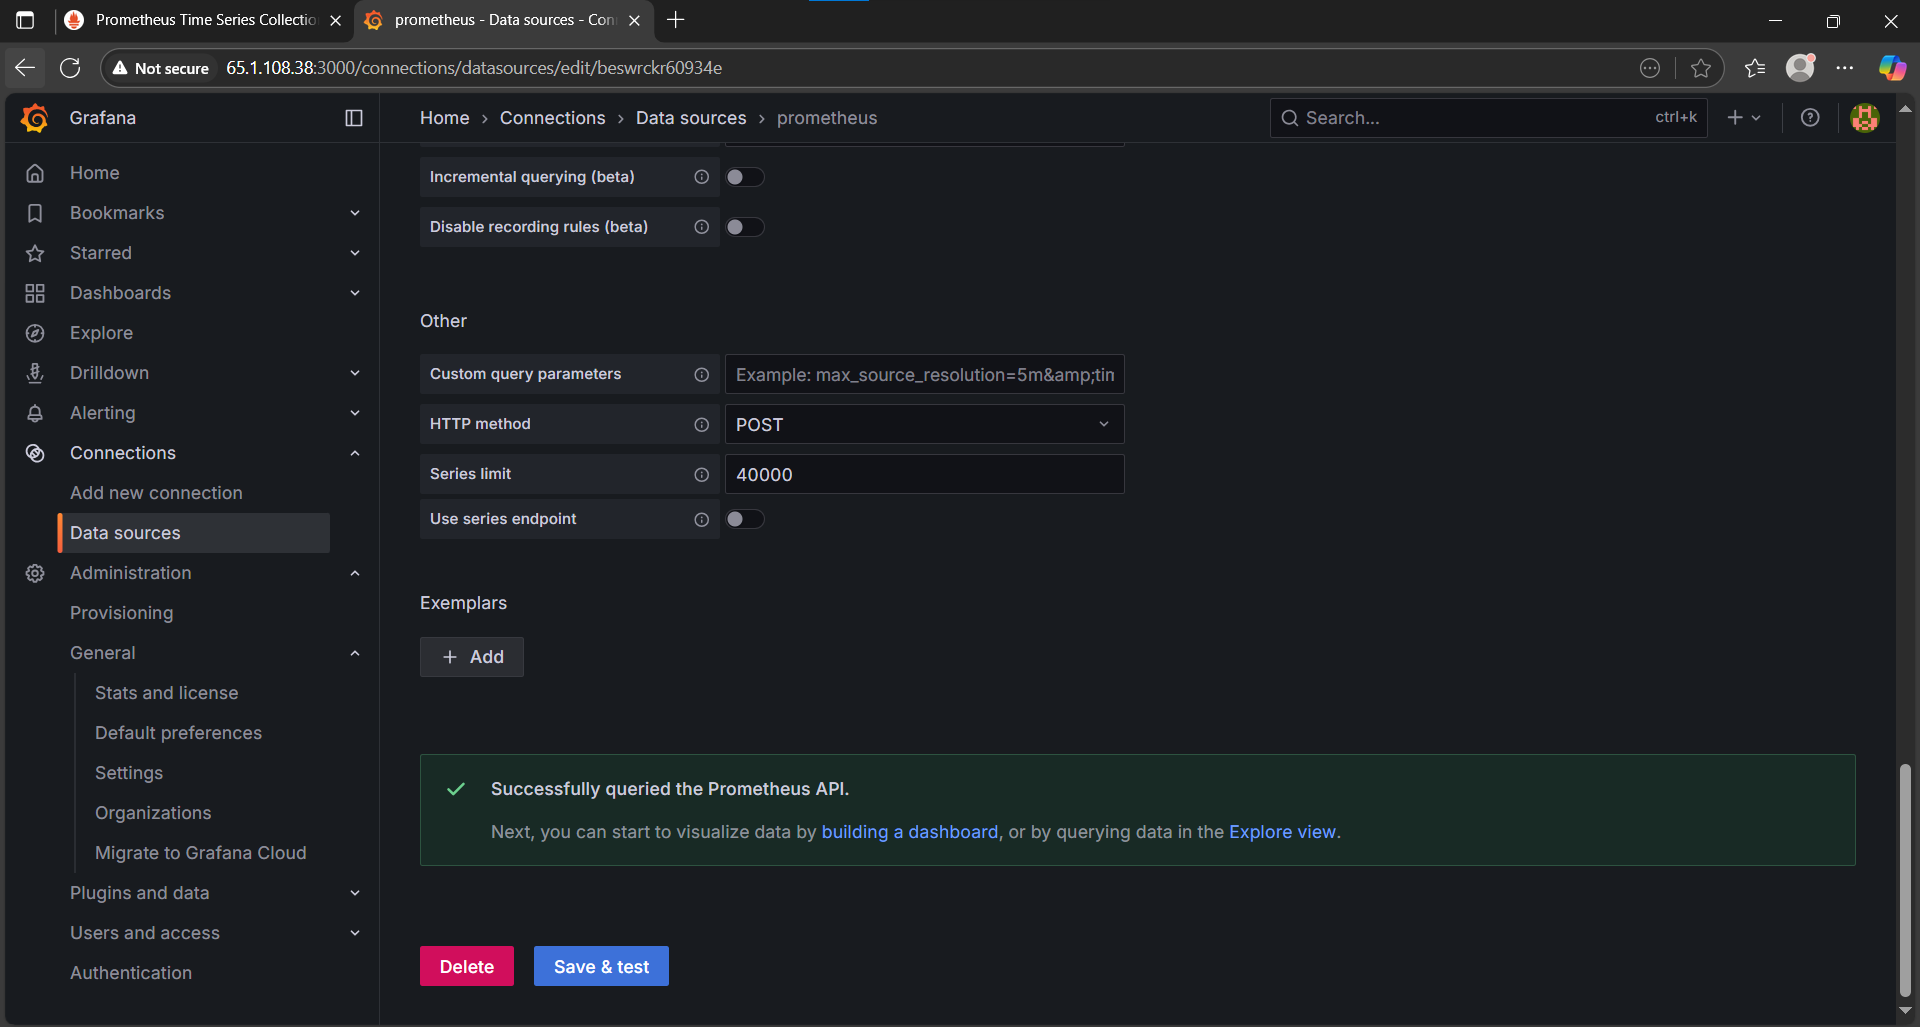 Prometheus Time Series Collectio
prometheus - Data sources - Con
Not secure
65.1.108.38:3000/connections/datasources/edit/beswrckr60934e
Grafana
Home › Connections › Data sources › prometheus
Search...
ctrl+k
Home
Bookmarks
Starred
Dashboards
Explore
Drilldown
Alerting
Connections
Add new connection
Data sources
Administration
Provisioning
General
Stats and license
Default preferences
Settings
Organizations
Migrate to Grafana Cloud
Plugins and data
Users and access
Authentication
Incremental querying (beta)
Disable recording rules (beta)
Other
Custom query parameters
Example: max_source_resolution=5m&amp;tin
HTTP method
POST
Series limit
40000
Use series endpoint
Exemplars
+ Add
Successfully queried the Prometheus API.
Next, you can start to visualize data by building a dashboard, or by querying data in the Explore view.
Delete
Save & test